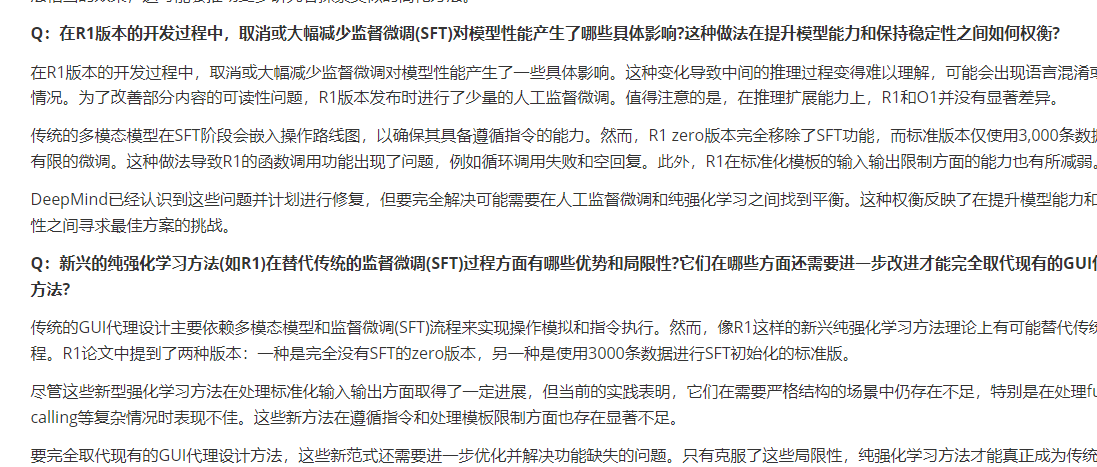 Q：在R1版本的开发过程中，取消或大幅减少监督微调(SFT)对模型性能产生了哪些具体影响?这种做法在提升模型能力和保持稳定性之间如何权衡?
在R1版本的开发过程中，取消或大幅减少监督微调对模型性能产生了一些具体影响。这种变化导致中间的推理过程变得难以理解，可能会出现语言混淆或
情况。为了改善部分内容的可读性问题，R1版本发布时进行了少量的人工监督微调。值得注意的是，在推理扩展能力上，R1和O1并没有显著差异。
传统的多模态模型在SFT阶段会嵌入操作路线图，以确保其具备遵循指令的能力。然而，R1 zero版本完全移除了SFT功能，而标准版本仅使用3,000条数据
有限的微调。这种做法导致R1的函数调用功能出现了问题，例如循环调用失败和空回复。此外，R1在标准化模板的输入输出限制方面的能力也有所减弱。
DeepMind已经认识到这些问题并计划进行修复，但要完全解决可能需要在人工监督微调和纯强化学习之间找到平衡。这种权衡反映了在提升模型能力和
性之间寻求最佳方案的挑战。
Q：新兴的纯强化学习方法(如R1)在替代传统的监督微调(SFT)过程方面有哪些优势和局限性?它们在哪些方面还需要进一步改进才能完全取代现有的GUI代
方法?
传统的GUI代理设计主要依赖多模态模型和监督微调(SFT)流程来实现操作模拟和指令执行。然而，像R1这样的新兴纯强化学习方法理论上有可能替代传统
程。R1论文中提到了两种版本：一种是完全没有SFT的zero版本，另一种是使用3000条数据进行SFT初始化的标准版。
尽管这些新型强化学习方法在处理标准化输入输出方面取得了一定进展，但当前的实践表明，它们在需要严格结构的场景中仍存在不足，特别是在处理fu
calling等复杂情况时表现不佳。这些新方法在遵循指令和处理模板限制方面也存在显著不足。
要完全取代现有的GUI代理设计方法，这些新范式还需要进一步优化并解决功能缺失的问题。只有克服了这些局限性，纯强化学习方法才能真正成为传统